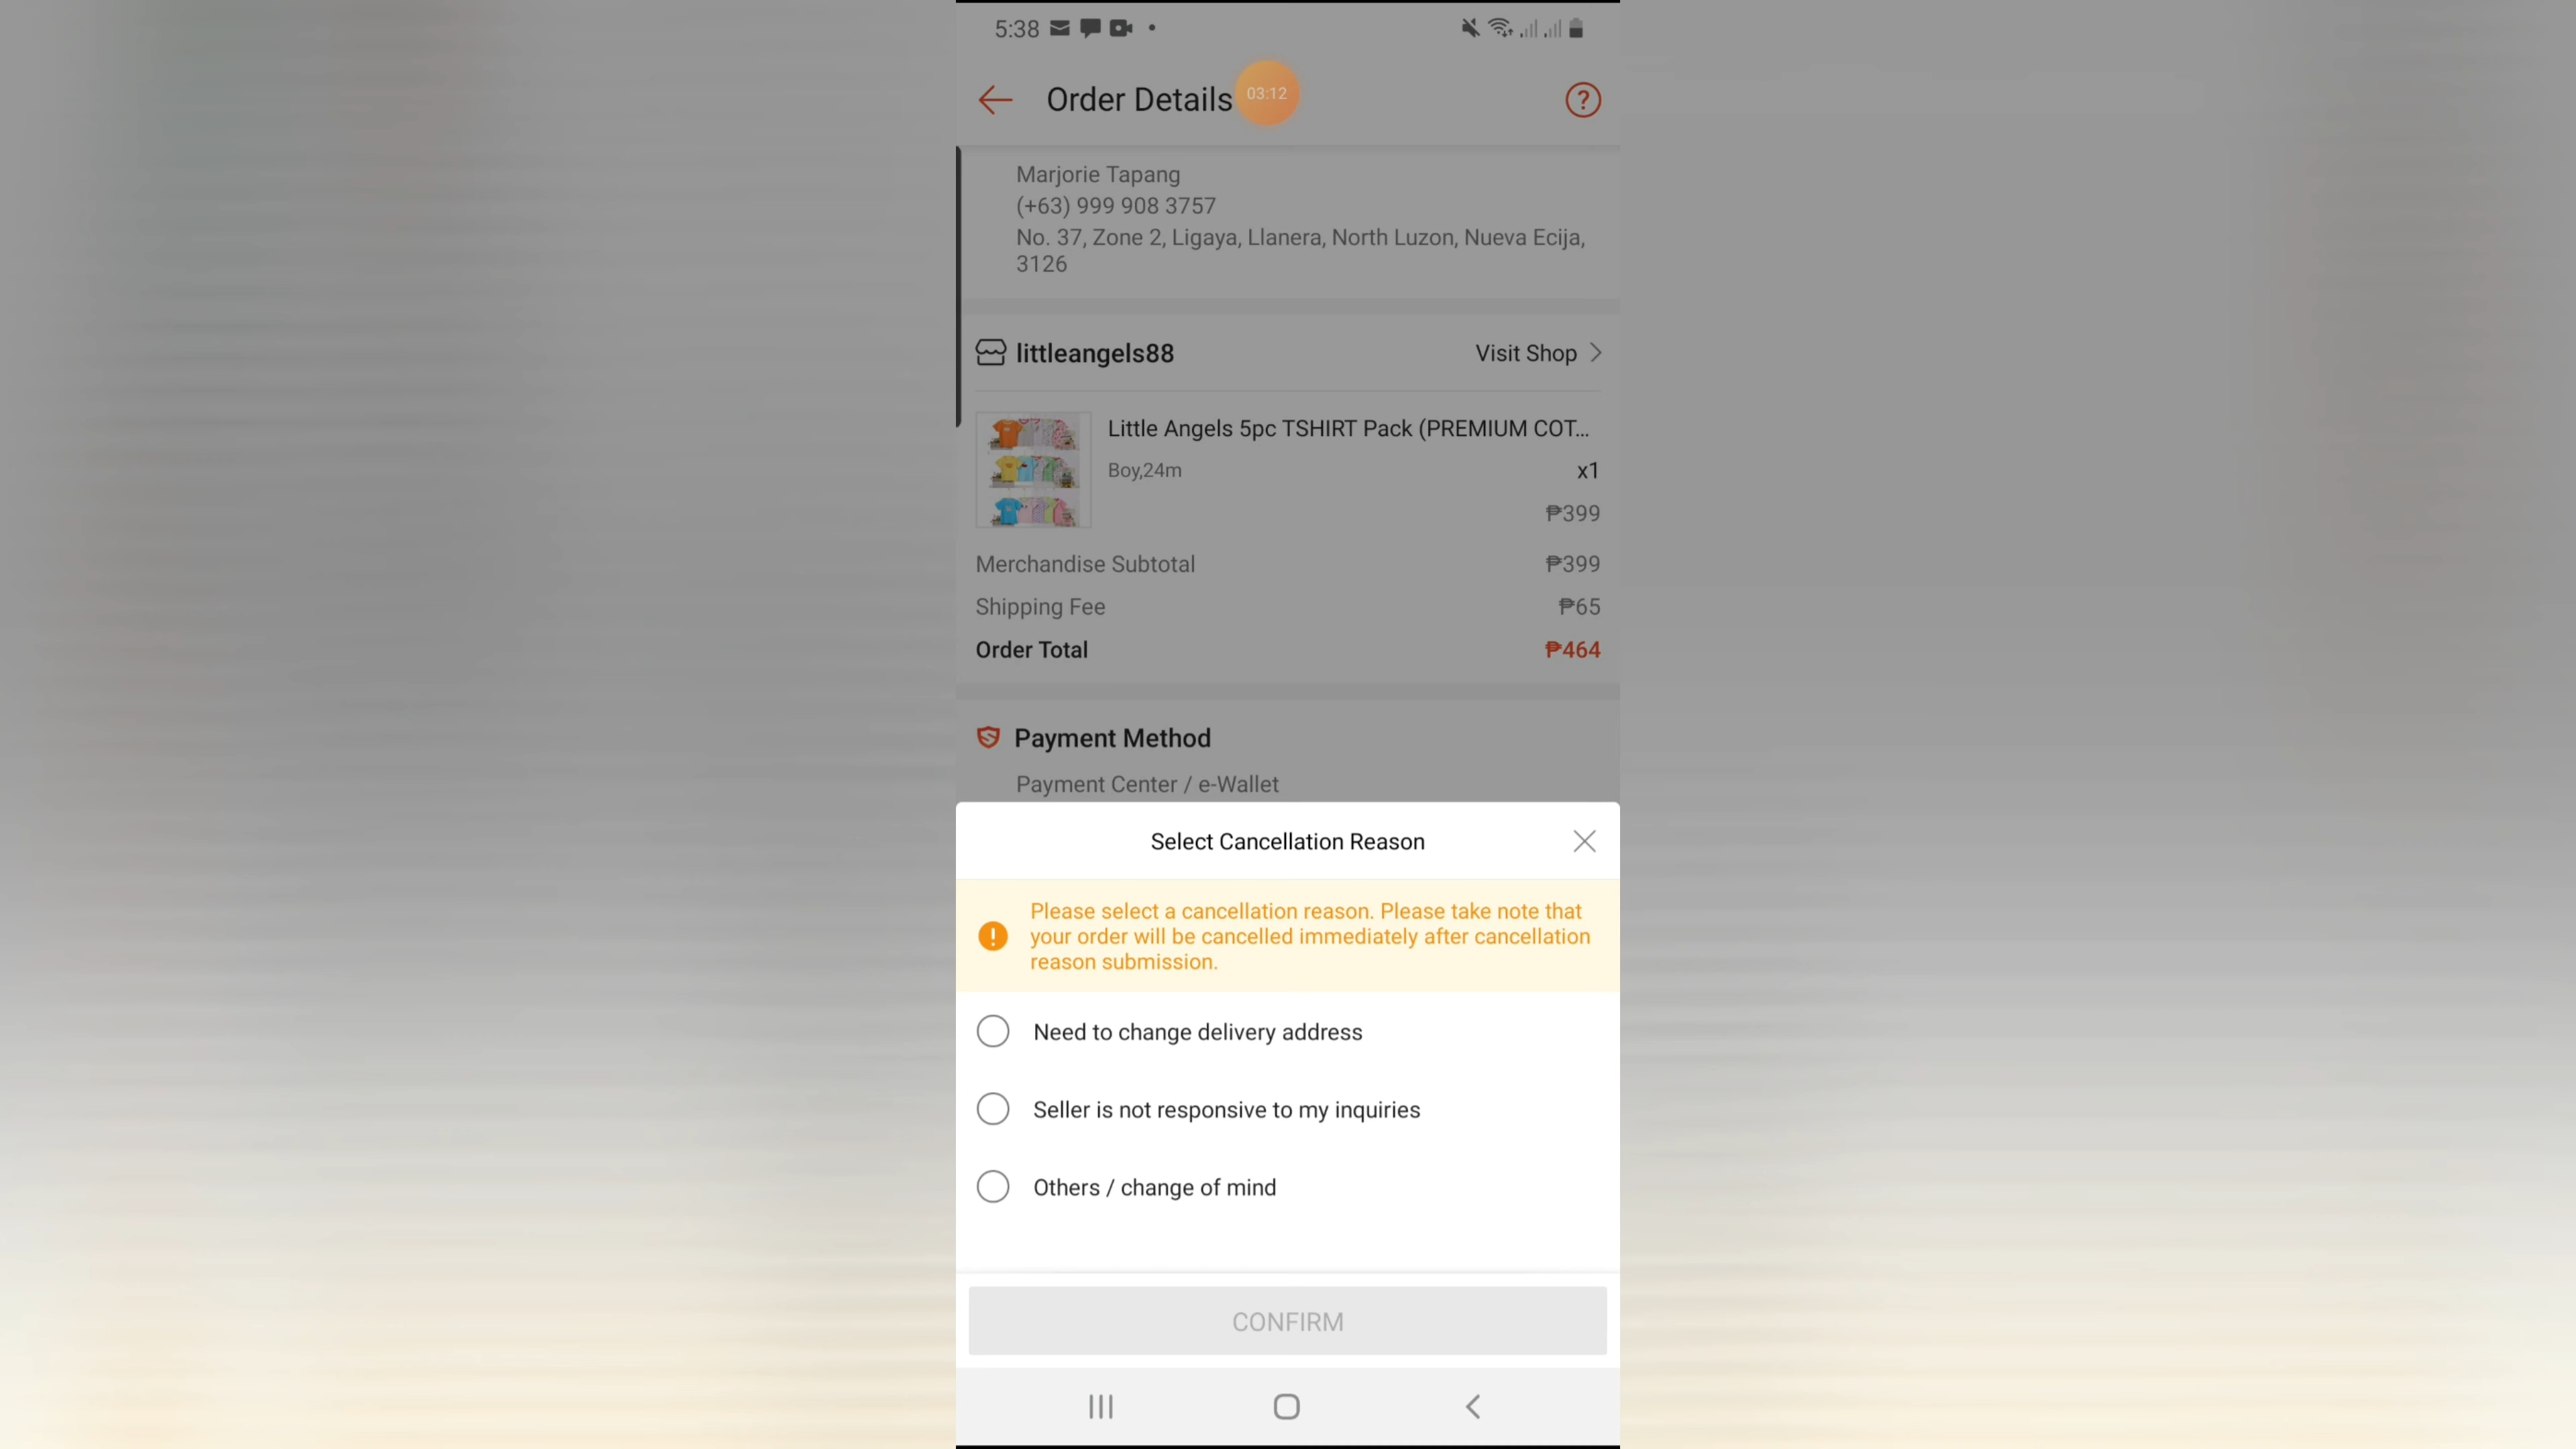 5:38
Order Details
03:12
Marjorie Tapang
(+63) 999 908 3757
No. 37, Zone 2, Ligaya, Llanera, North Luzon, Nueva Ecija,
3126
littleangels88
Visit Shop
Little Angels 5pc TSHIRT Pack (PREMIUM COT...
Boy,24m
x1
₱399
Merchandise Subtotal
₱399
Shipping Fee
₱65
Order Total
₱464
Payment Method
Payment Center / e-Wallet
Select Cancellation Reason
Please select a cancellation reason. Please take note that
your order will be cancelled immediately after cancellation
reason submission.
Need to change delivery address
Seller is not responsive to my inquiries
Others / change of mind
CONFIRM